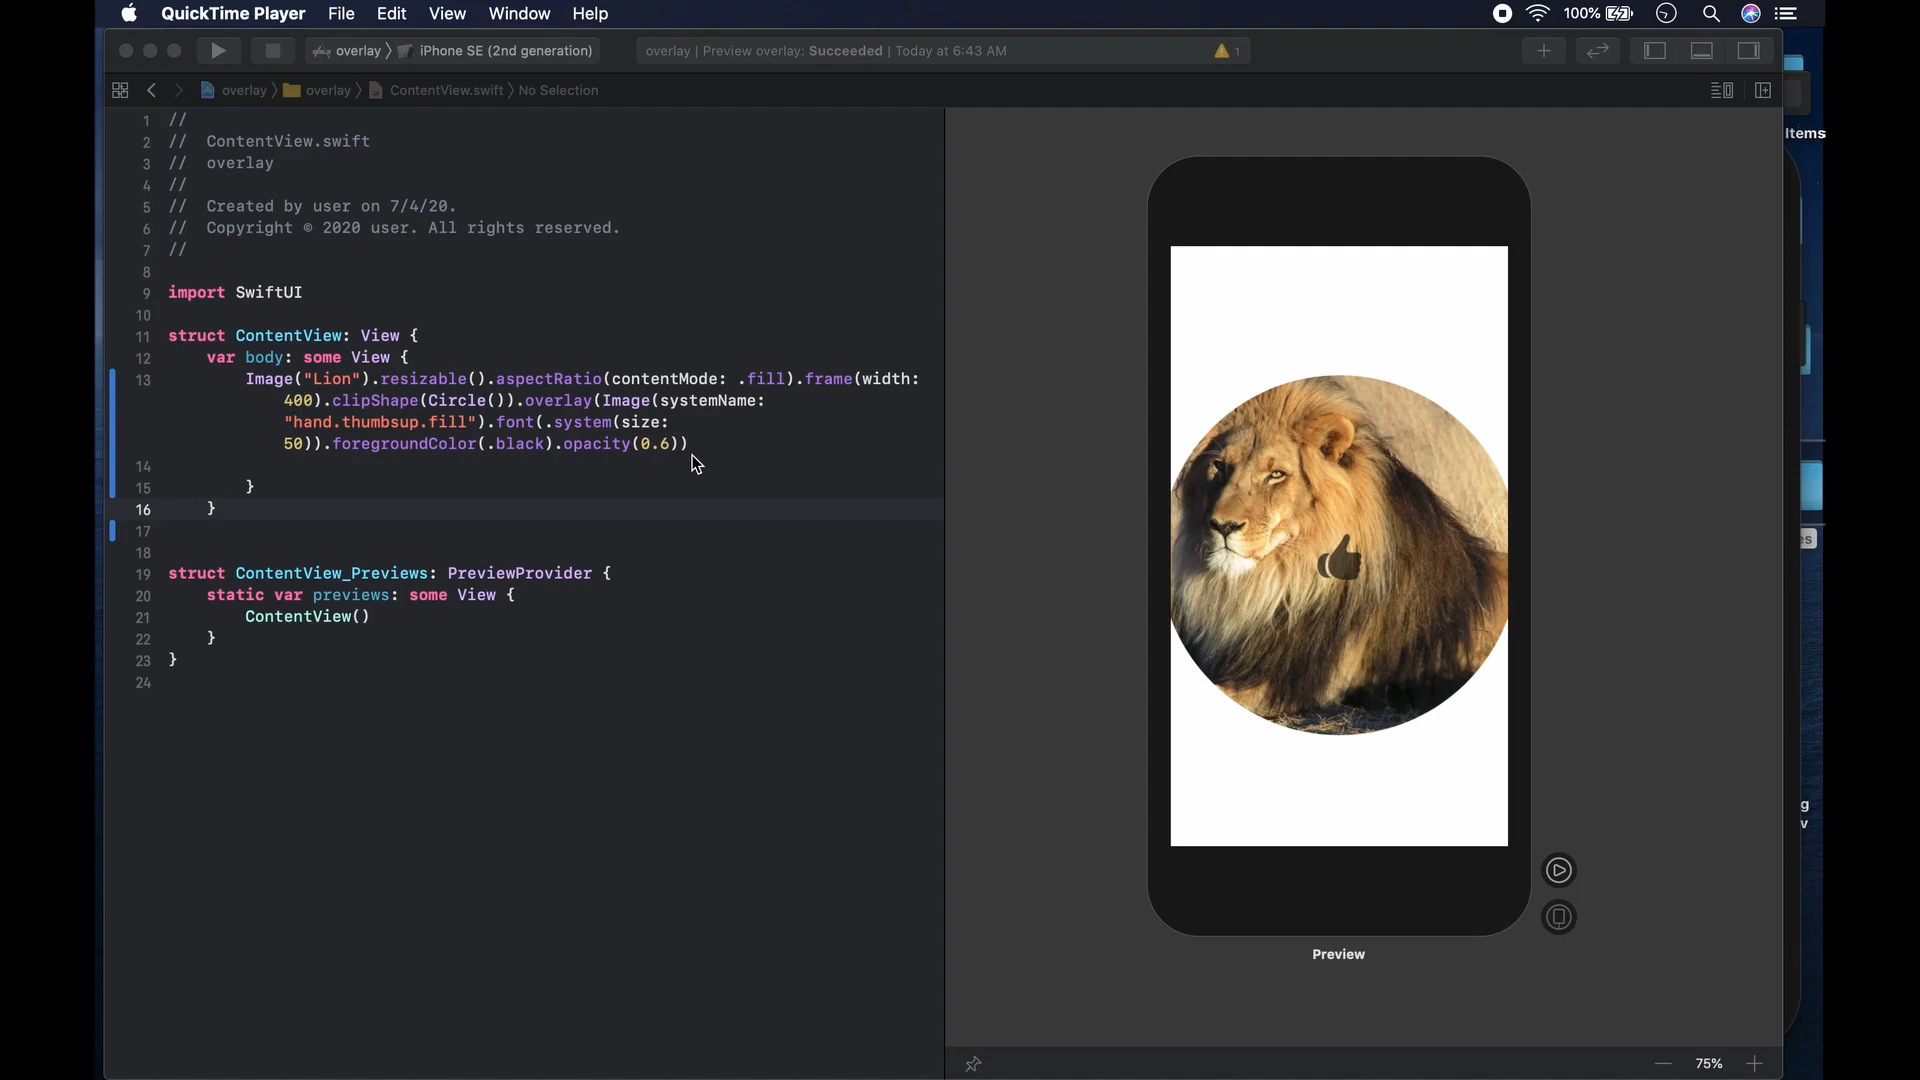 QuickTime Player File Edit View Window Help 100%
overlay 〉 iPhone SE (2nd generation) overlay | Preview overlay: Succeeded | Today at 6:43 AM 1
overlay 〉 overlay 〉 ContentView.swift 〉 No Selection
Items
1 //
2 // ContentView.swift
3 // overlay
4 //
5 // Created by user on 7/4/20.
6 // Copyright © 2020 user. All rights reserved.
7 //
8
9 import SwiftUI
10
11 struct ContentView: View {
12 var body: some View {
13 Image("Lion").resizable().aspectRatio(contentMode: .fill).frame(width:
400).clipShape(Circle()).overlay(Image(systemName:
"hand.thumbsup.fill").font(.system(size:
50)).foregroundColor(.black).opacity(0.6))
14
15 }
16 }
17
18
19 struct ContentView_Previews: PreviewProvider {
20 static var previews: some View {
21 ContentView()
22 }
23 }
24
es
g
v
Preview
75%